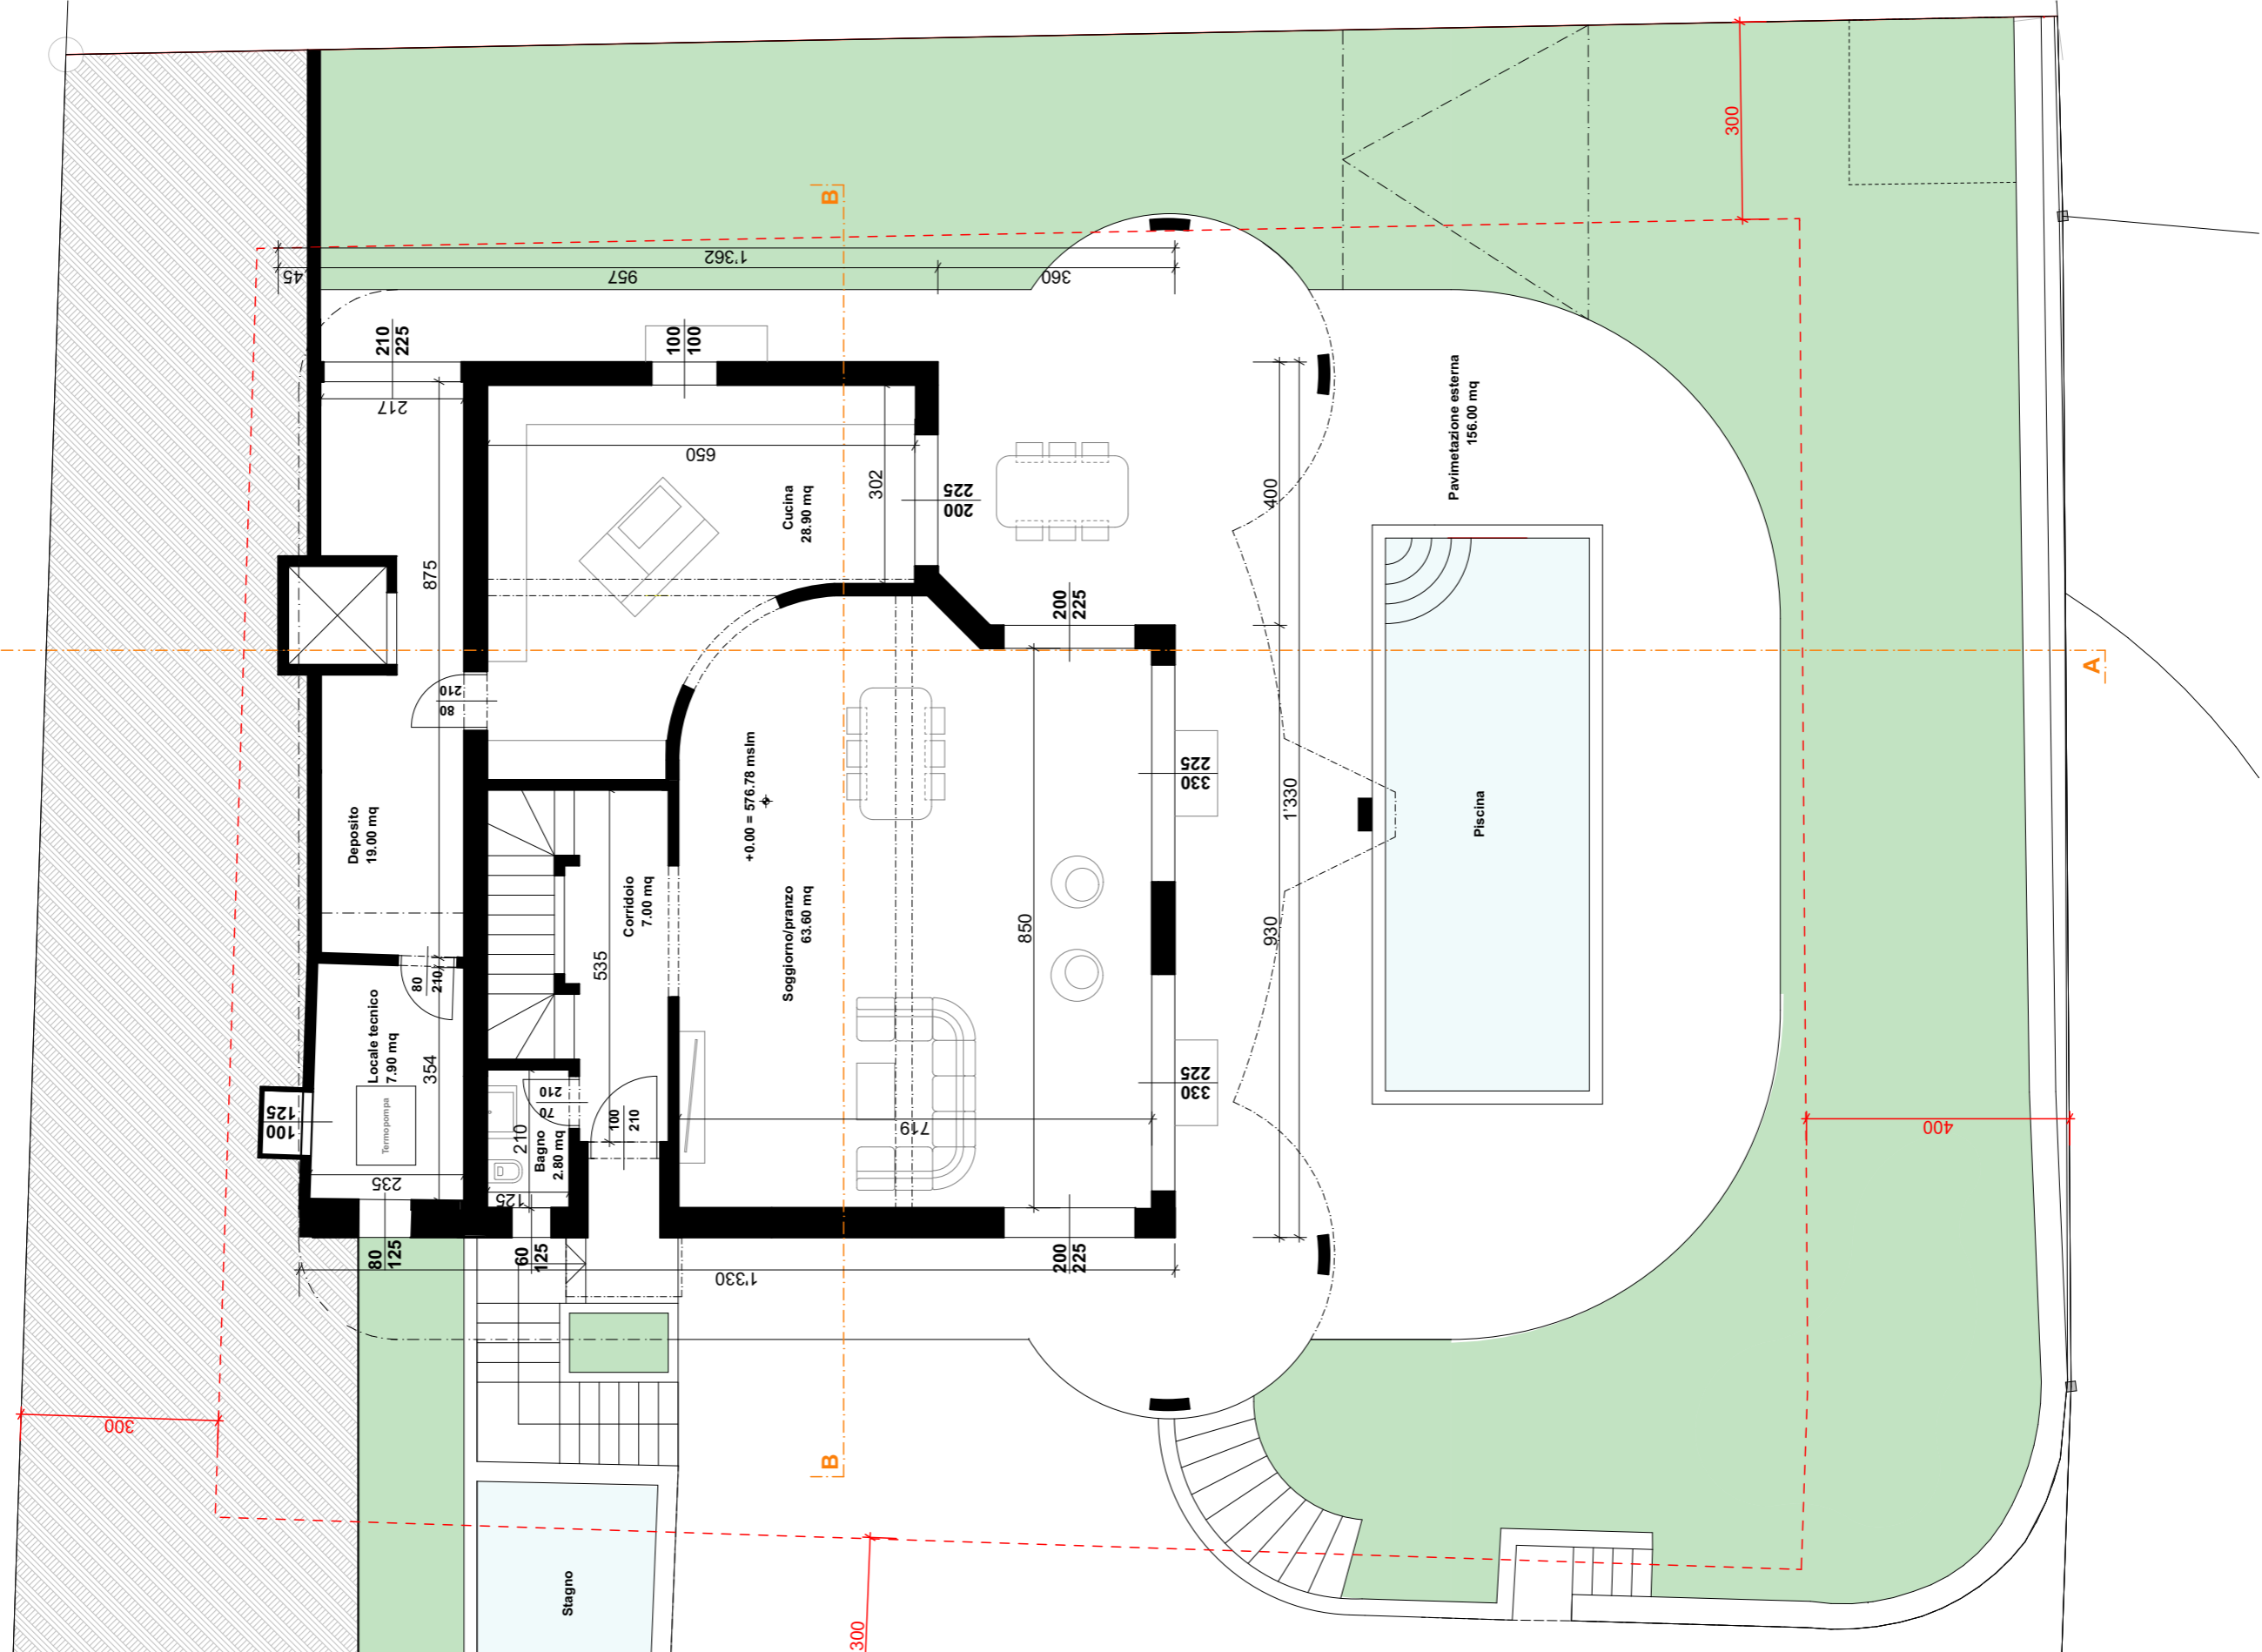 300
B
1'362
45
957
360
210
225
100
100
217
650
302
Cucina
28.90 mq
225
200
400
Pavimetazione esterna
156.00 mq
875
200
225
A
210
80
+0.00 = 576.78 mslm
225
330
1'330
Piscina
Deposito
19.00 mq
Corridoio
7.00 mq
Soggiorno/pranzo
63.60 mq
850
930
535
80
210
Locale tecnico
7.90 mq
354
125
100
Termopompa
210
70
210
100
210
Bagno
2.80 mq
719
225
330
400
235
125
80
125
60
125
200
225
1'330
300
B
Stagno
300